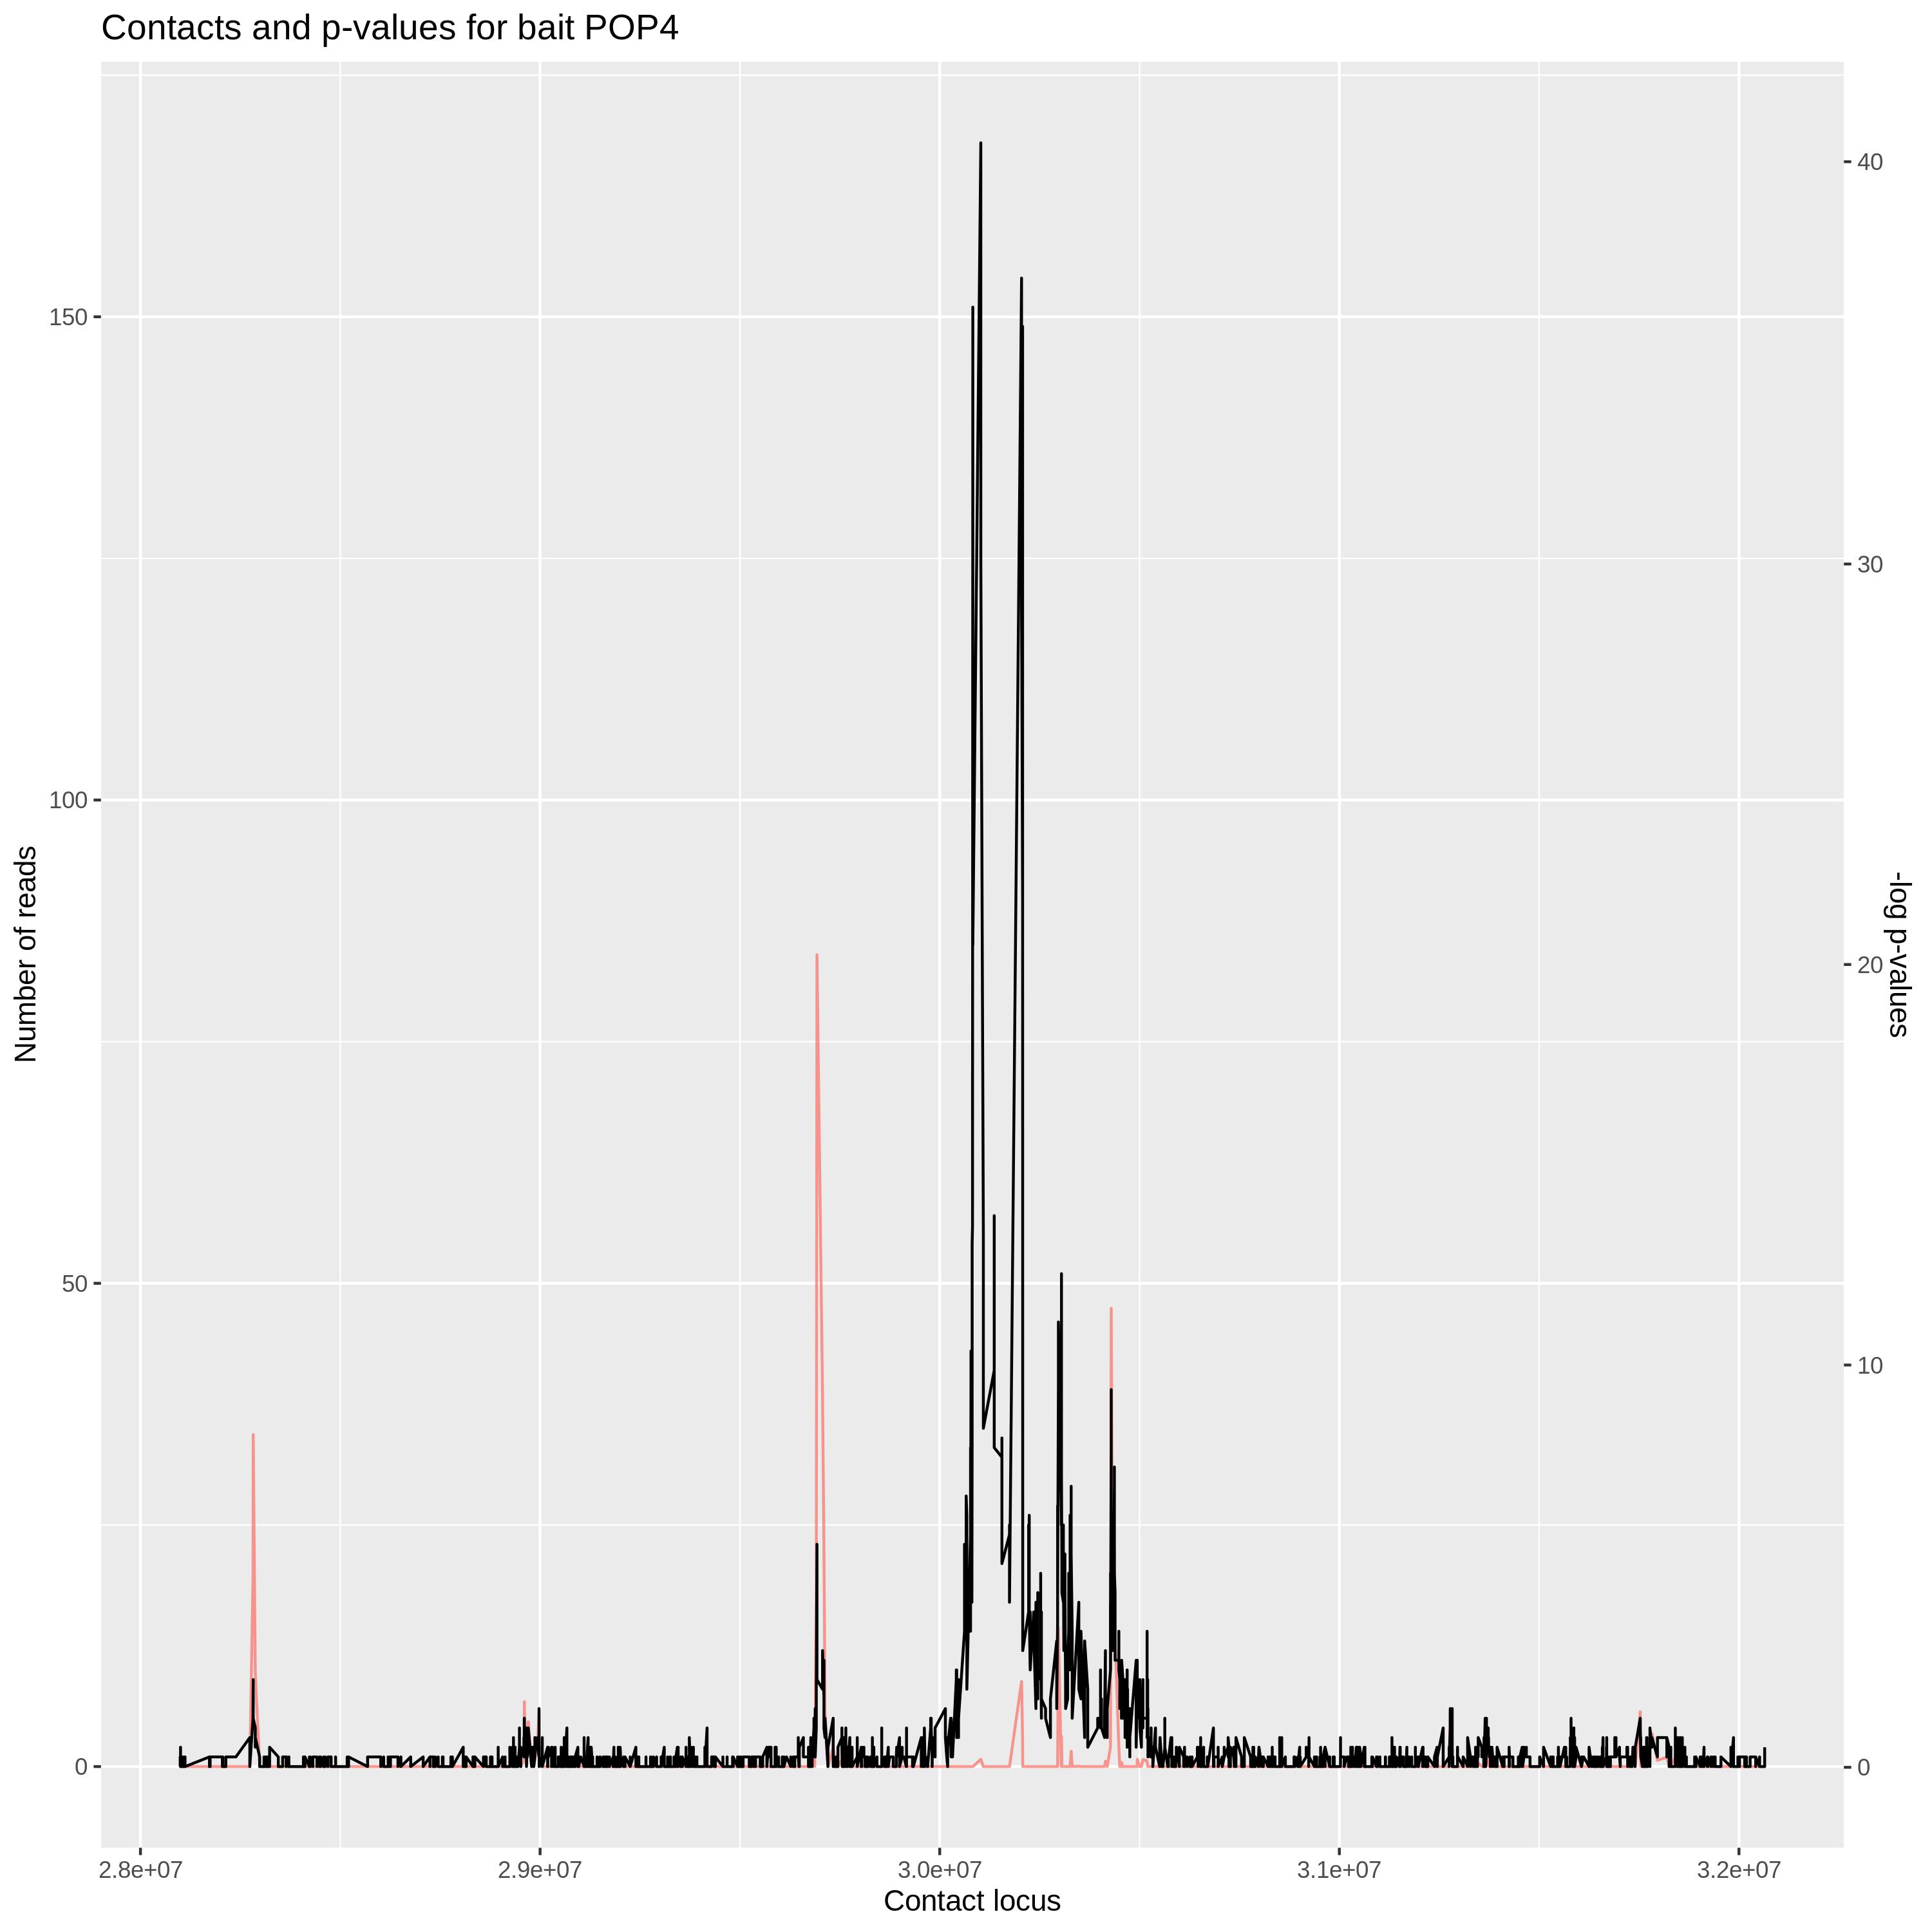 Contacts and p-values for bait POP4
Number of reads
150
100
50
0
40
30
20
10
0
-log p-values
2.8e+07
2.9e+07
3.0e+07
3.1e+07
3.2e+07
Contact locus